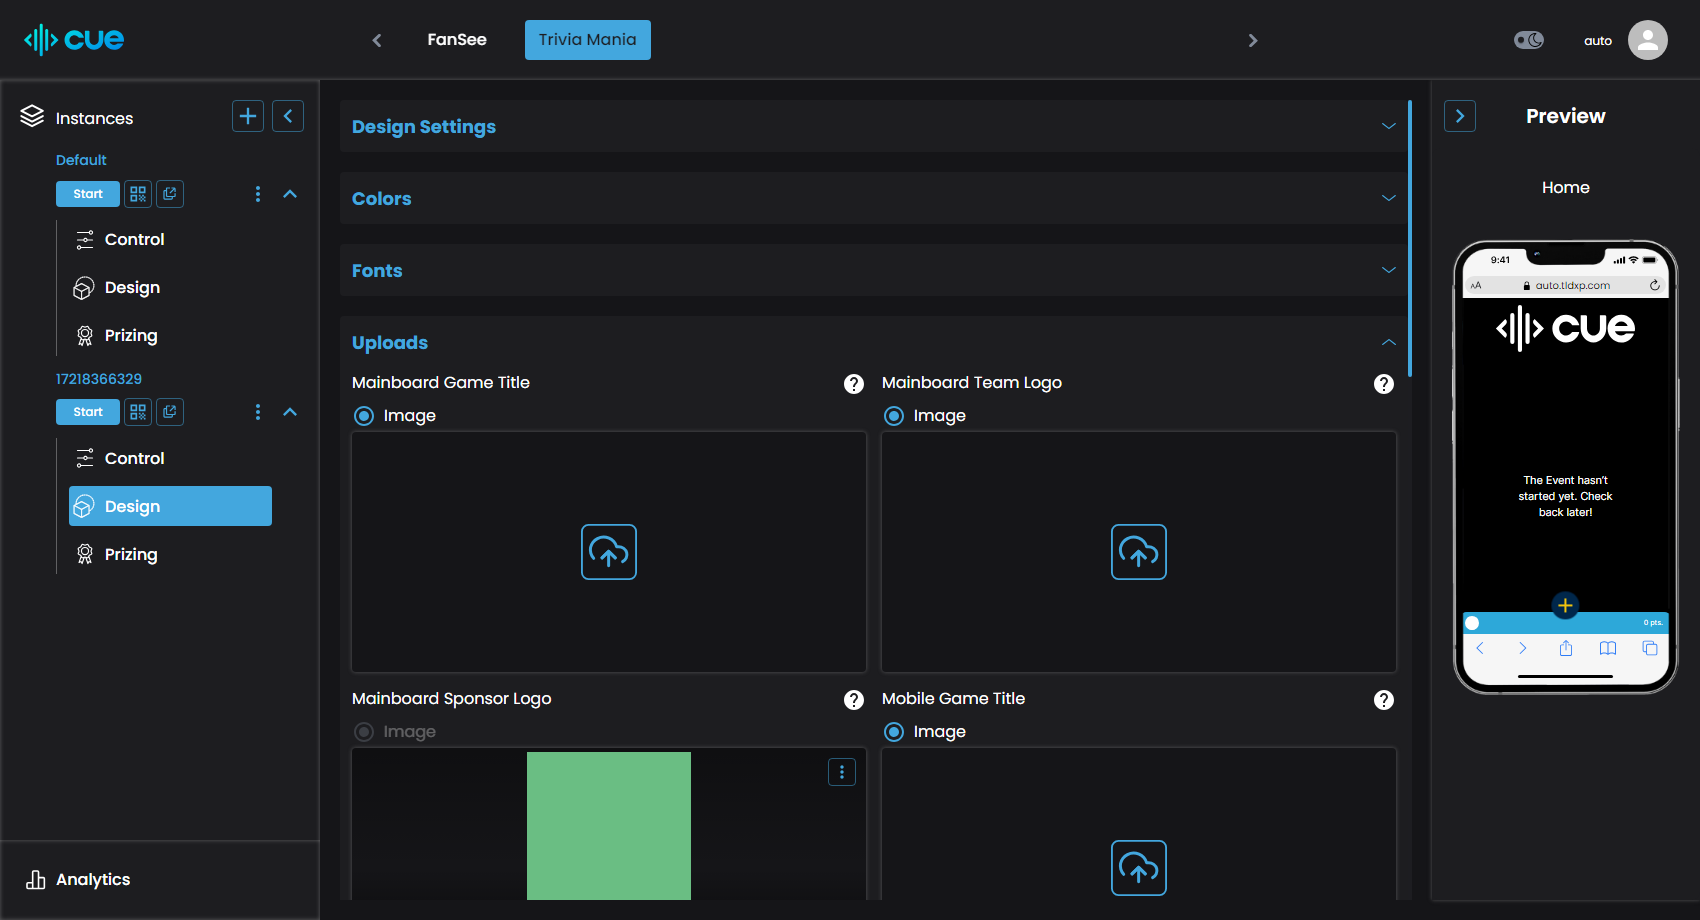 cue
FanSee
Trivia Mania
auto
Instances
Default
Start
Control
Design
Prizing
17218366329
Start
Control
Design
Prizing
Analytics
Design Settings
Colors
Fonts
Uploads
Mainboard Game Title
?
Image
Mainboard Team Logo
?
Image
Mainboard Sponsor Logo
?
Image
Mobile Game Title
?
Image
Preview
Home
9:41
AA
auto.tldxp.com
cue
The Event hasn't
started yet. Check
back later!
0 pts.